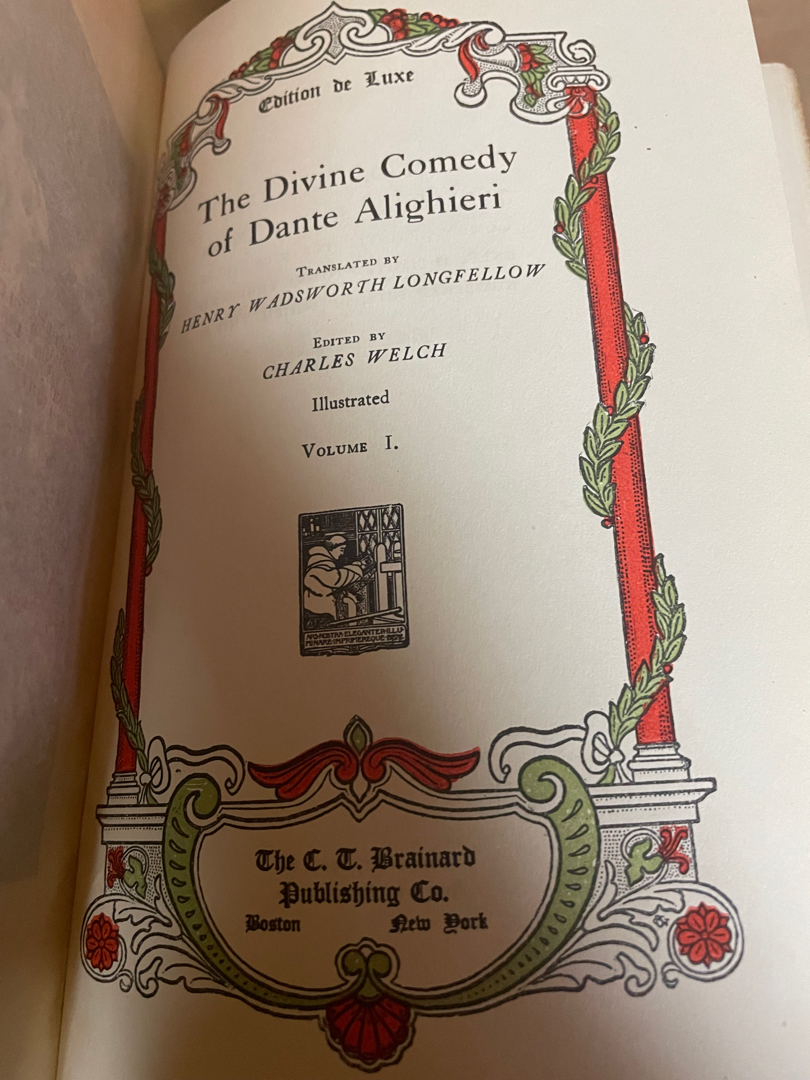 Edition de Luxe
The Divine Comedy
of Dante Alighieri
TRANSLATED BY
HENRY WADSWORTH LONGFELLOW
EDITED BY
CHARLES WELCH
Illustrated
VOLUME I.
ELEGANTER
The C. T. Brainard
Publishing Co.
Boston New York